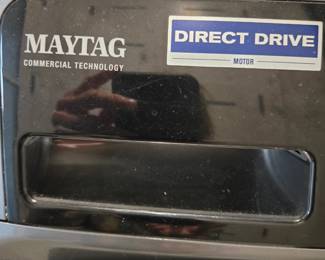 MAYTAG
COMMERCIAL TECHNOLOGY
DIRECT DRIVE
MOTOR